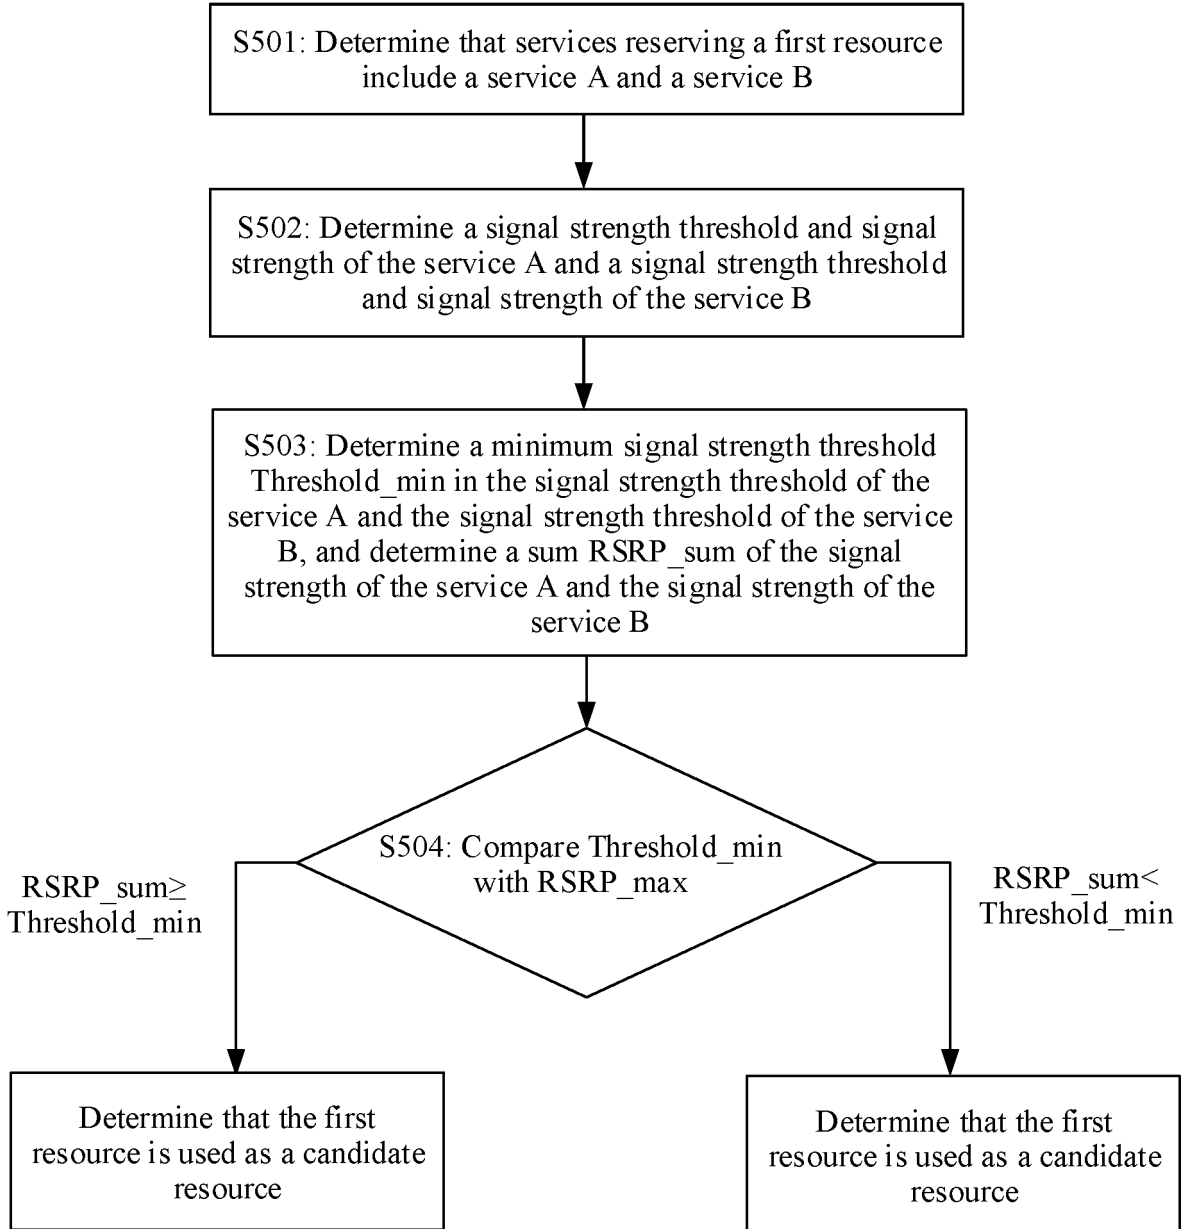 S501: Determine that services reserving a first resource
include a service A and a service B
S502: Determine a signal strength threshold and signal
strength of the service A and a signal strength threshold
and signal strength of the service B
S503: Determine a minimum signal strength threshold
Threshold_min in the signal strength threshold of the
service A and the signal strength threshold of the service
B, and determine a sum RSRP_sum of the signal
strength of the service A and the signal strength of the
service B
S504: Compare Threshold_min
with RSRP_max
RSRP_sum≥
Threshold_min
RSRP_sum<
Threshold_min
Determine that the first
resource is used as a candidate
resource
Determine that the first
resource is used as a candidate
resource